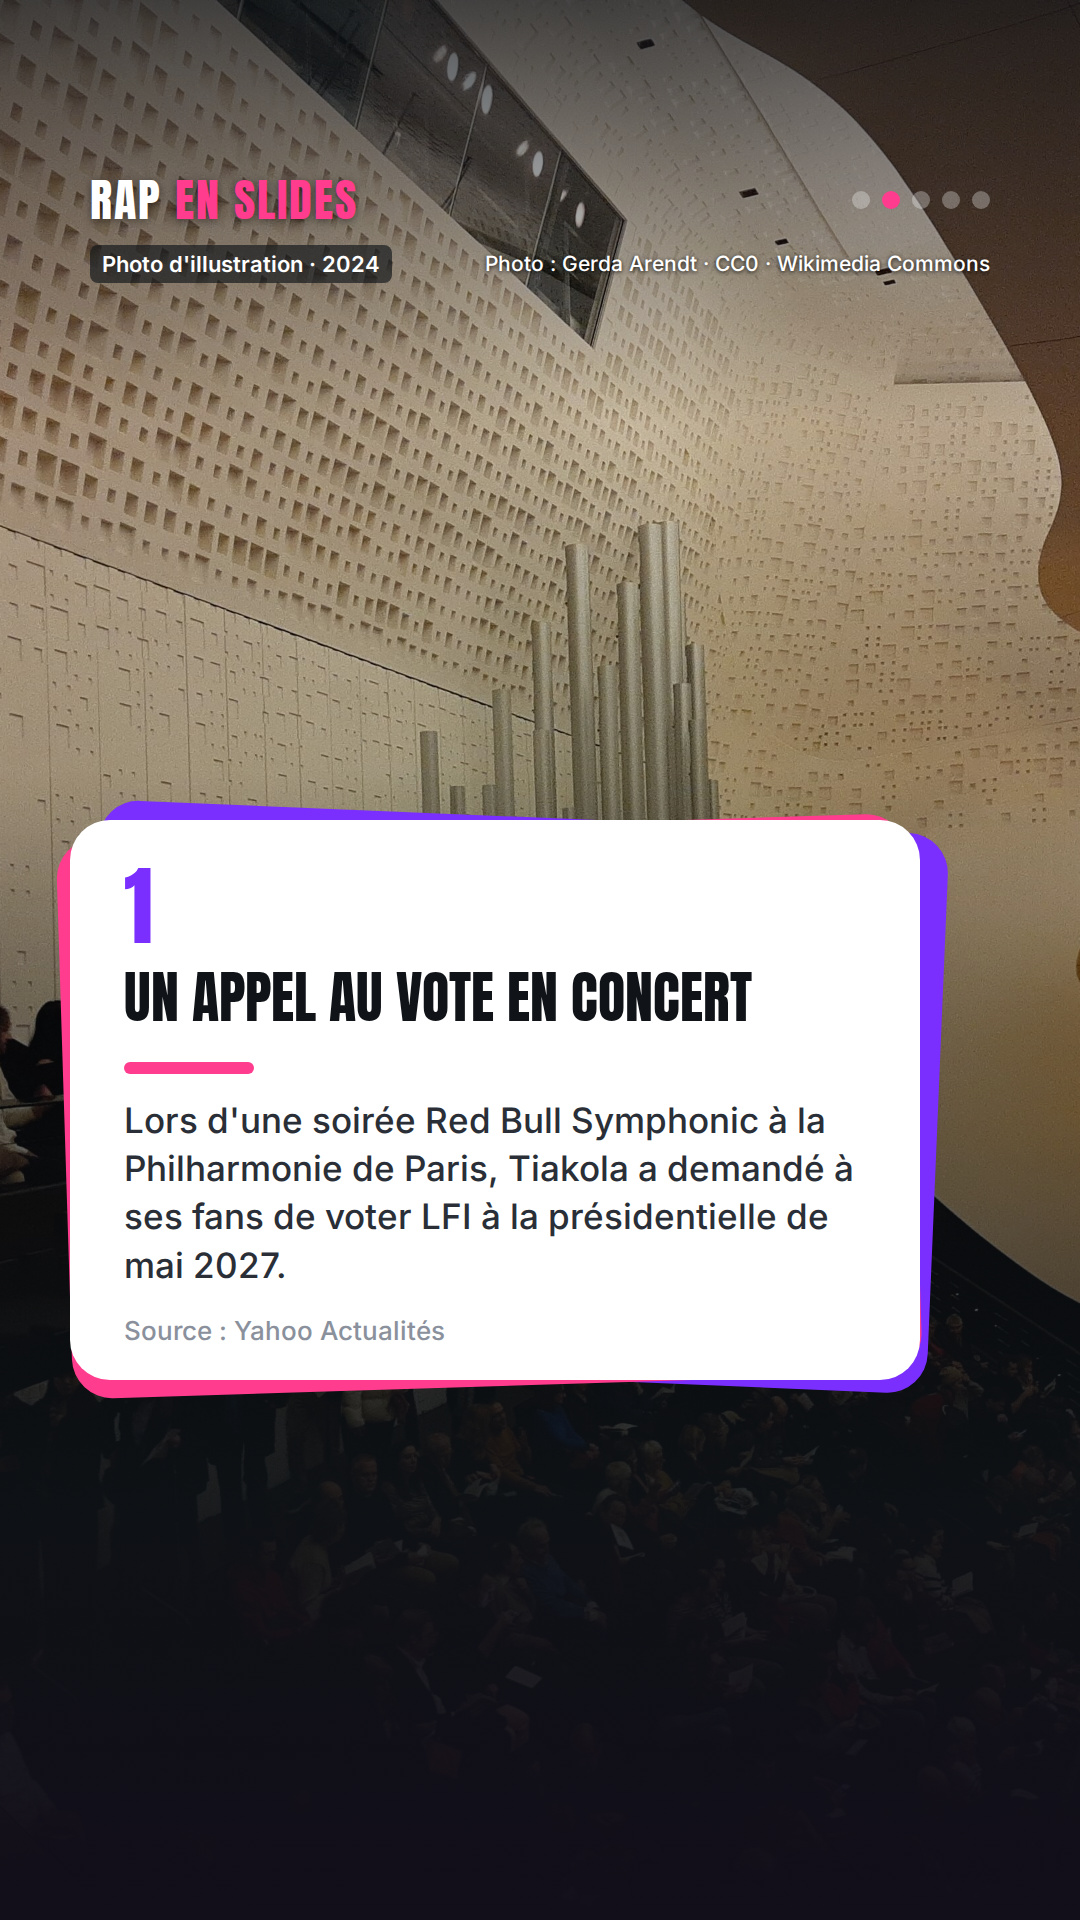 RAP EN SLIDES
Photo d'illustration · 2024
Photo : Gerda Arendt · CC0 · Wikimedia Commons
1
UN APPEL AU VOTE EN CONCERT
Lors d'une soirée Red Bull Symphonic à la
Philharmonie de Paris, Tiakola a demandé à
ses fans de voter LFI à la présidentielle de
mai 2027.
Source : Yahoo Actualités